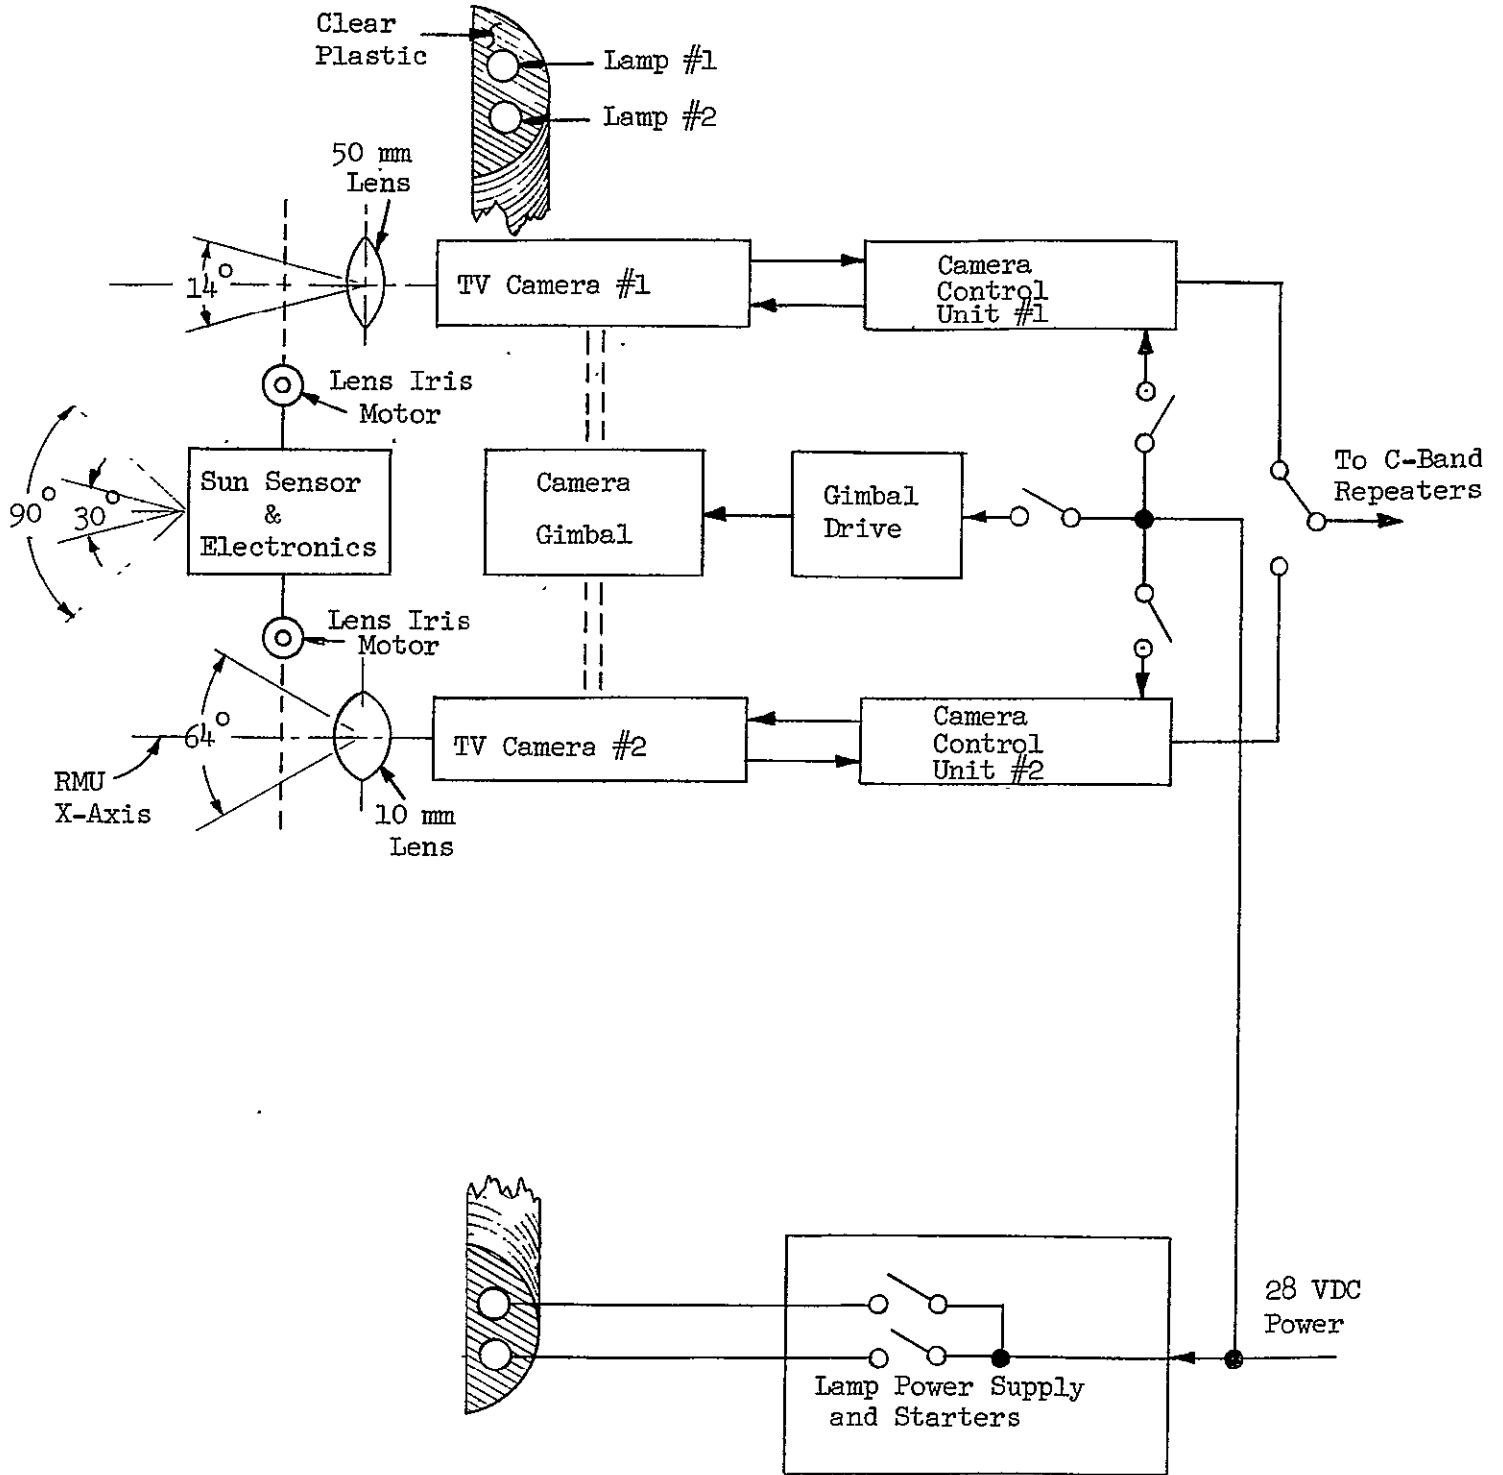 Clear
Plastic
Lamp #1
Lamp #2
50 mm
Lens
14°
TV Camera #1
Camera
Control
Unit #1
Lens Iris
Motor
90°
30°
Sun Sensor
&
Electronics
Camera
Gimbal
Gimbal
Drive
To C-Band
Repeaters
Lens Iris
Motor
64°
RMU
X-Axis
10 mm
Lens
TV Camera #2
Camera
Control
Unit #2
28 VDC
Power
Lamp Power Supply
and Starters